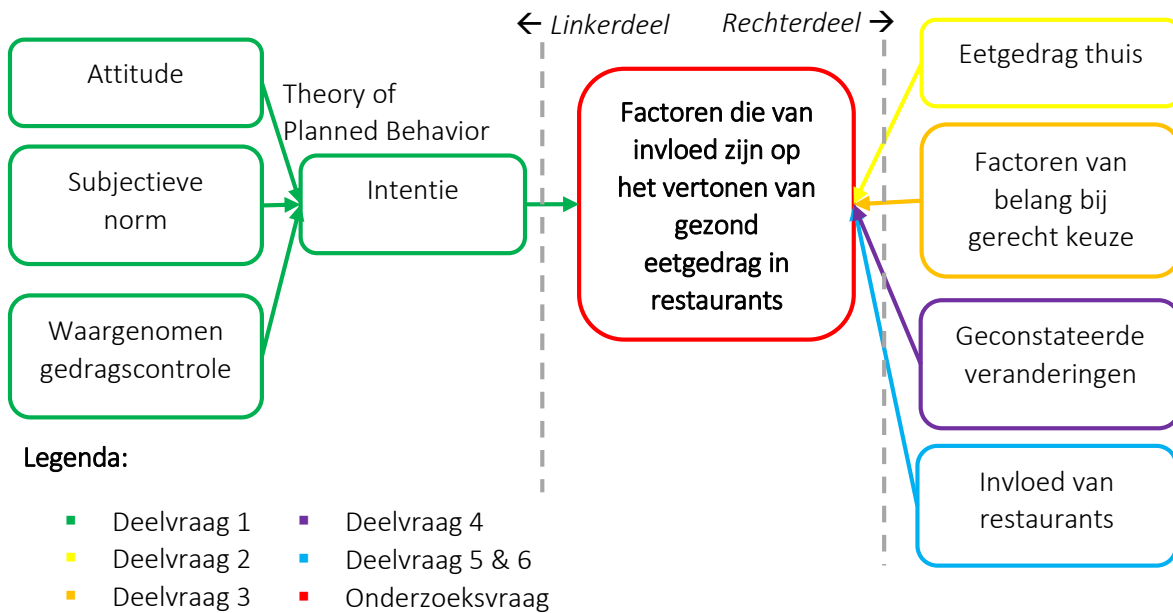 ← Linkerdeel
Rechterdeel →
Attitude
Theory of
Planned Behavior
Subjectieve
norm
Intentie
Waargenomen
gedragscontrole
Factoren die van
invloed zijn op
het vertonen van
gezond
eetgedrag in
restaurants
Eetgedrag thuis
Factoren van
belang bij
gerecht keuze
Geconstateerde
veranderingen
Invloed van
restaurants
Legenda:
▪ Deelvraag 1
▪ Deelvraag 2
▪ Deelvraag 3
▪ Deelvraag 4
▪ Deelvraag 5 & 6
▪ Onderzoeksvraag